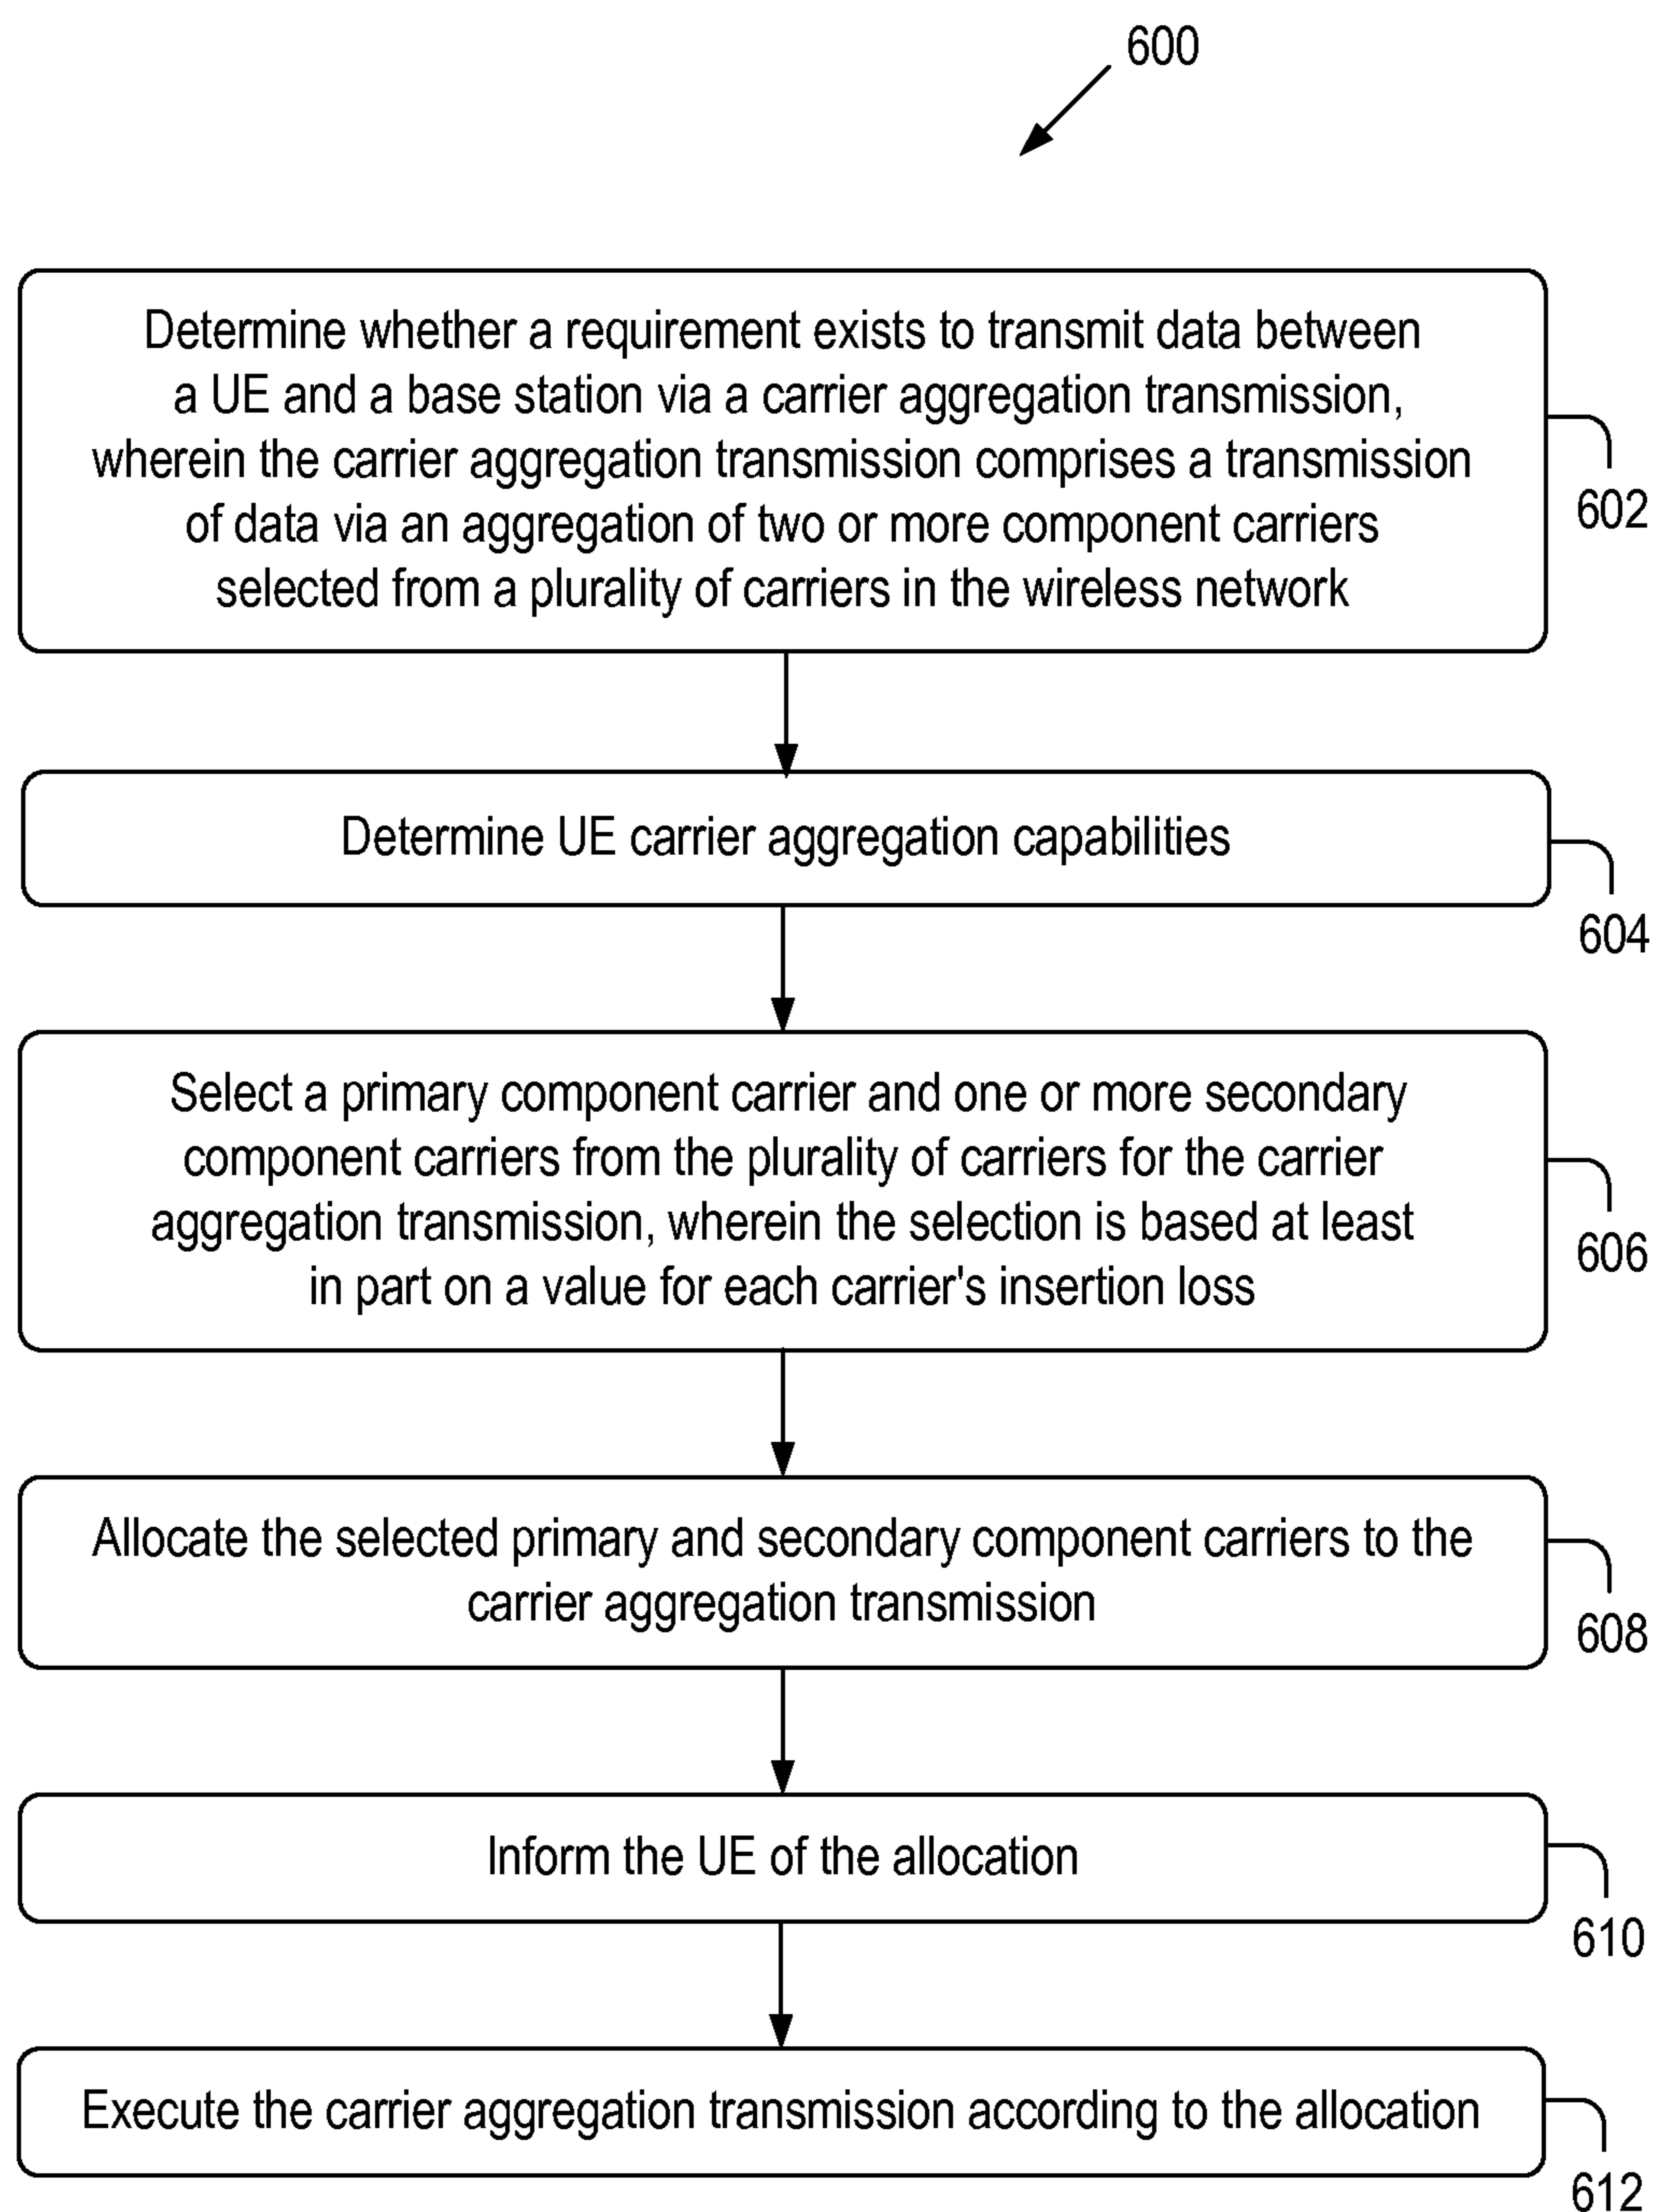 600
Determine whether a requirement exists to transmit data between
a UE and a base station via a carrier aggregation transmission,
wherein the carrier aggregation transmission comprises a transmission
of data via an aggregation of two or more component carriers
selected from a plurality of carriers in the wireless network
602
Determine UE carrier aggregation capabilities
604
Select a primary component carrier and one or more secondary
component carriers from the plurality of carriers for the carrier
aggregation transmission, wherein the selection is based at least
in part on a value for each carrier's insertion loss
606
Allocate the selected primary and secondary component carriers to the
carrier aggregation transmission
608
Inform the UE of the allocation
610
Execute the carrier aggregation transmission according to the allocation
612